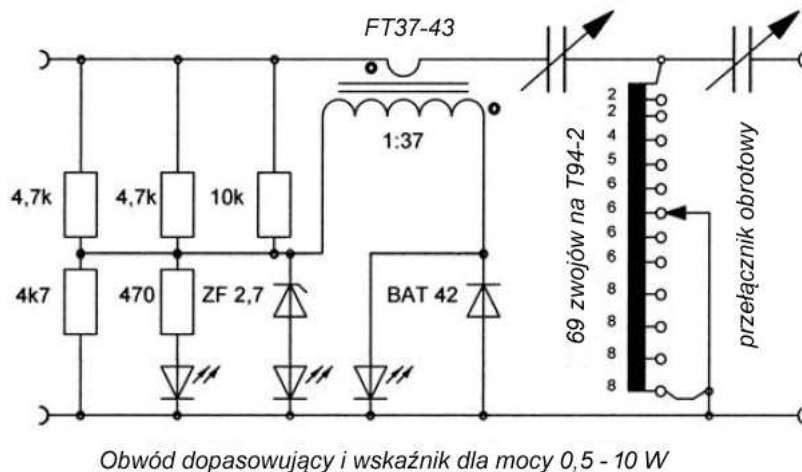 FT37-43
1:37
4,7k
4,7k
10k
4k7
470
ZF 2,7
BAT 42
69 zwojów na T94-2
2
2
4
5
6
6
6
6
8
8
8
8
przełącznik obrotowy
Obwód dopasowujący i wskaźnik dla mocy 0,5 - 10 W